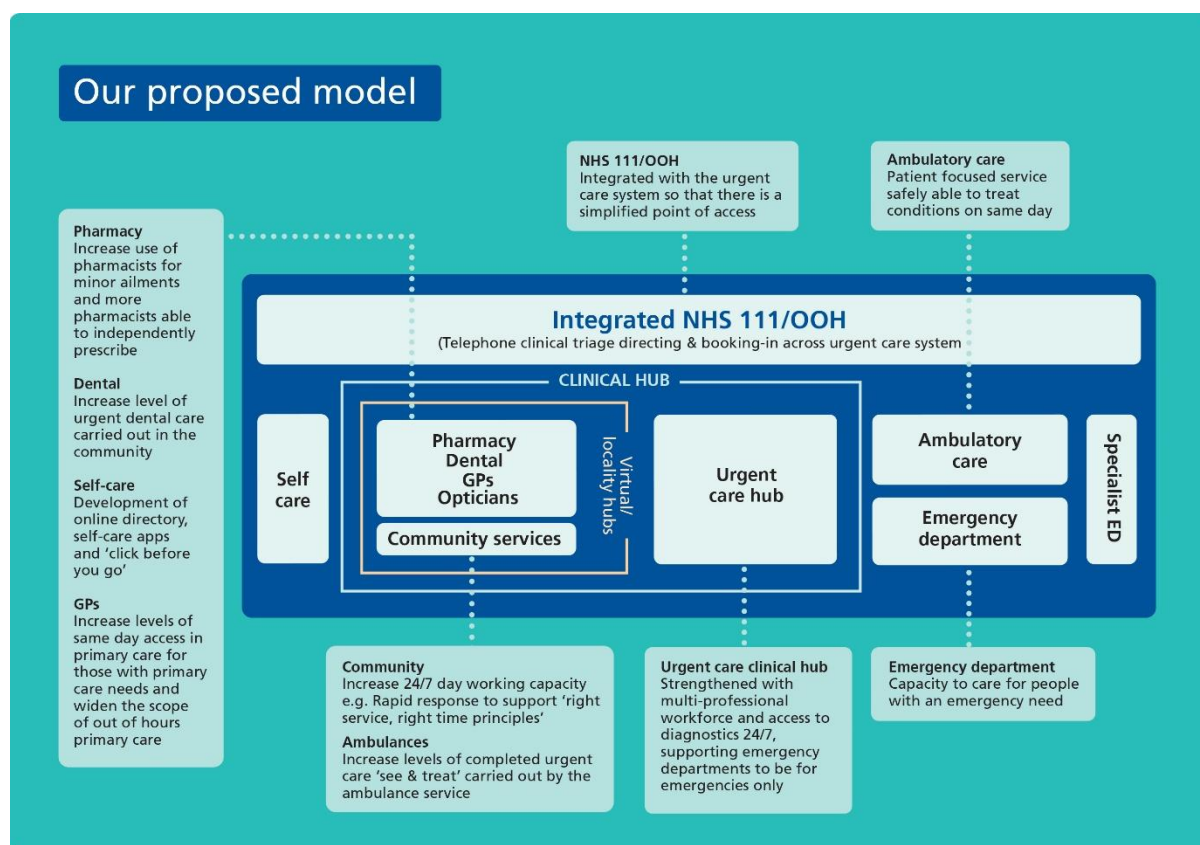 Our proposed model
NHS 111/OOH
Integrated with the urgent
care system so that there is a
simplified point of access
Ambulatory care
Patient focused service
safely able to treat
conditions on same day
Pharmacy
Increase use of
pharmacists for
minor ailments
and more
pharmacists able
to independently
prescribe
Dental
Increase level of
urgent dental care
carried out in the
community
Self-care
Development of
online directory,
self-care apps
and ‘click before
you go’
GPs
Increase levels of
same day access in
primary care for
those with primary
care needs and
widen the scope
of out of hours
primary care
Integrated NHS 111/OOH
(Telephone clinical triage directing & booking-in across urgent care system
CLINICAL HUB
Self
care
Pharmacy
Dental
GPs
Opticians
Community services
Virtual/
locality hubs
Urgent
care hub
Ambulatory
care
Emergency
department
Specialist ED
Community
Increase 24/7 day working capacity
e.g. Rapid response to support ‘right
service, right time principles’
Ambulances
Increase levels of completed urgent
care ‘see & treat’ carried out by the
ambulance service
Urgent care clinical hub
Strengthened with
multi-professional
workforce and access to
diagnostics 24/7,
supporting emergency
departments to be for
emergencies only
Emergency department
Capacity to care for people
with an emergency need